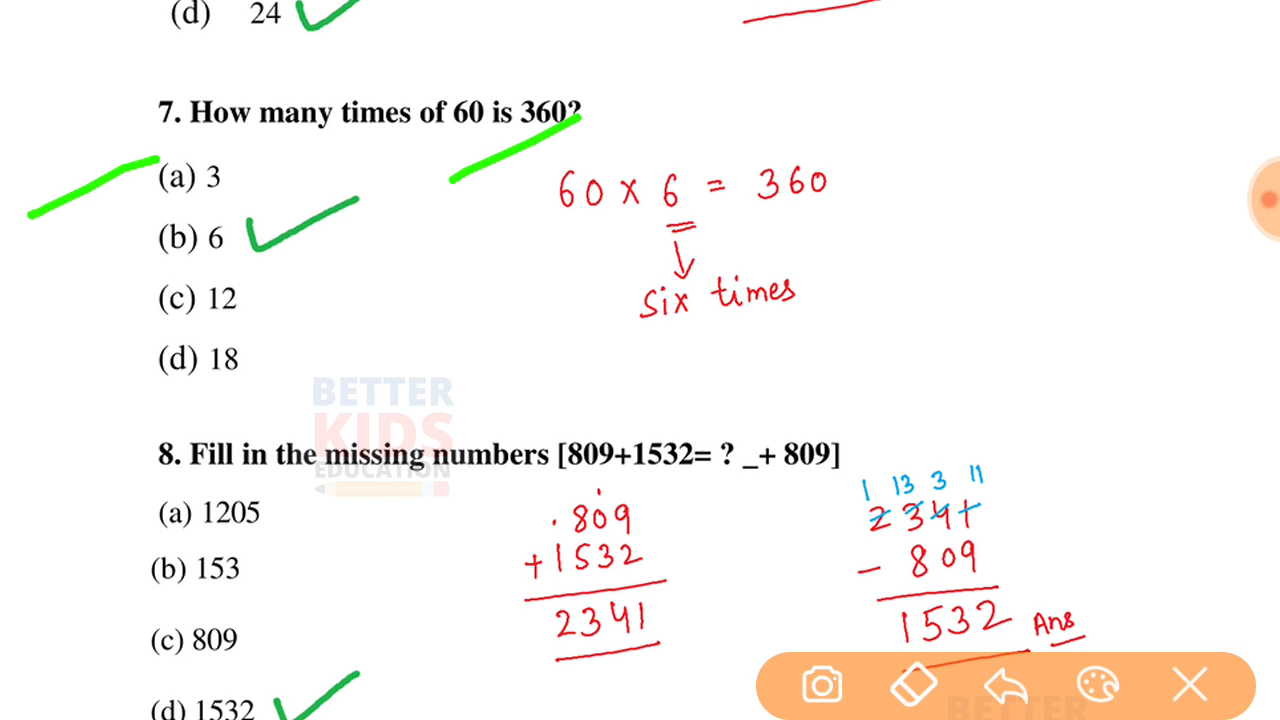 (d) 24
7. How many times of 60 is 360?
(a) 3
60 x 6 = 360
(b) 6
six times
(c) 12
(d) 18
BETTER
KIDS
EDUCATION
8. Fill in the missing numbers [809+1532= ? _+ 809]
1 13 3 11
(a) 1205
1
809
2341
+1532
- 809
(b) 153
2341
1532 Ans
(c) 809
(d) 1532
BETTER